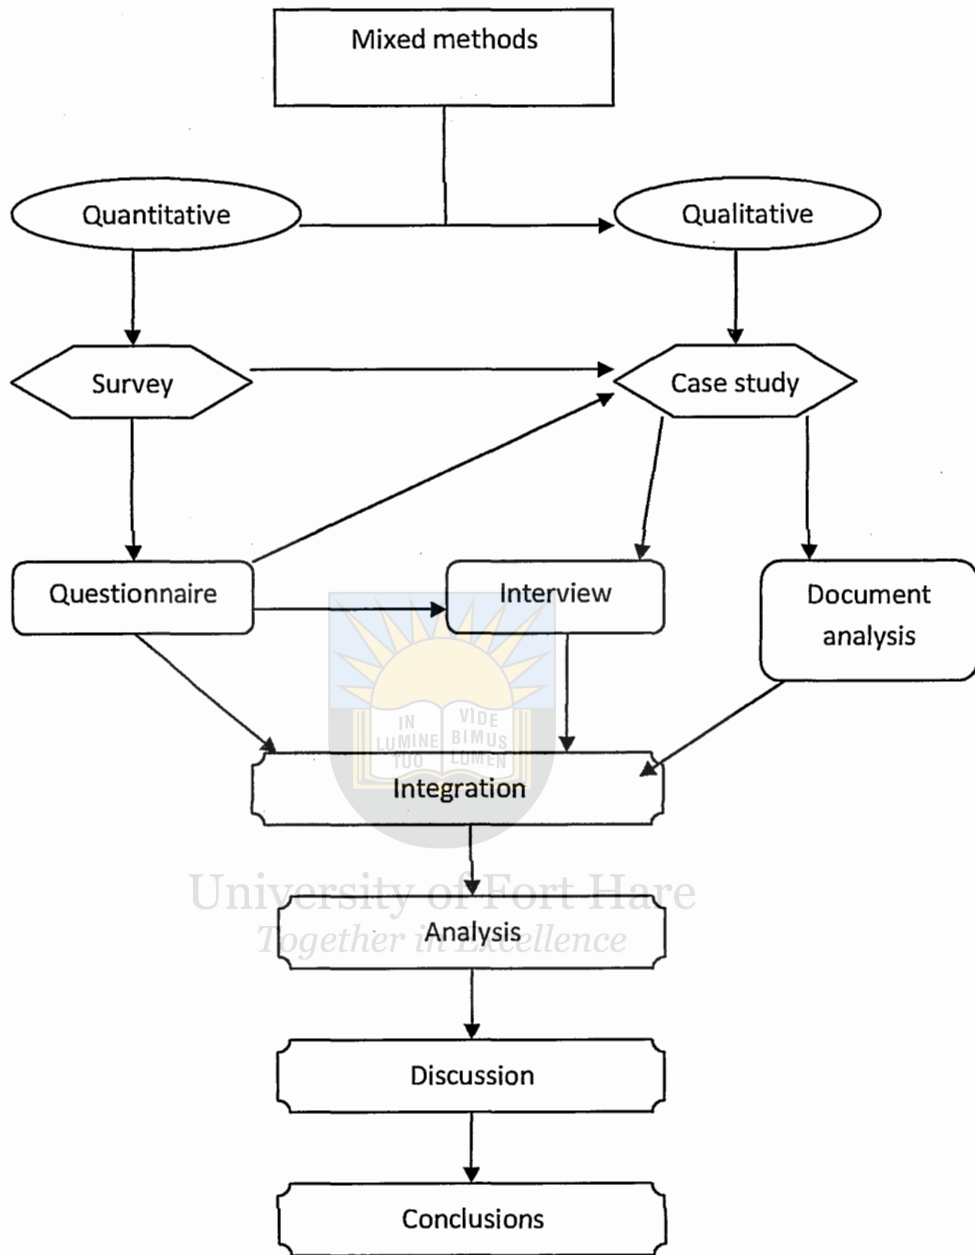 Mixed methods
Quantitative
Qualitative
Survey
Case study
Questionnaire
Interview
Document
analysis
IN
LUMINE
TUO
VIDE
BIMUS
LUMEN
Integration
University of Fort Hare
Together in Excellence
Analysis
Discussion
Conclusions